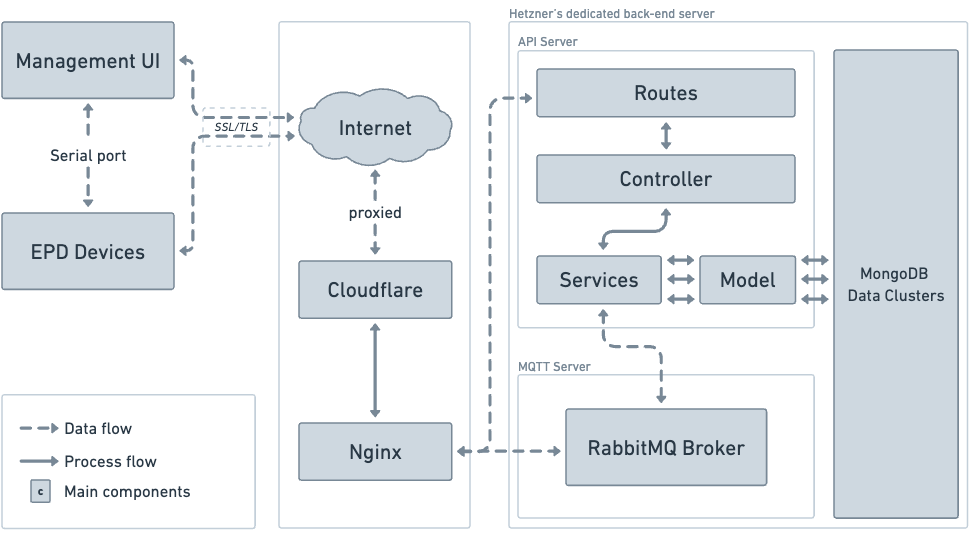 Hetzner's dedicated back-end server
API Server
Management UI
Routes
SSL/TLS
Internet
Serial port
Controller
proxied
EPD Devices
Cloudflare
Services
Model
MongoDB
Data Clusters
MQTT Server
Data flow
Process flow
c
Main components
Nginx
RabbitMQ Broker